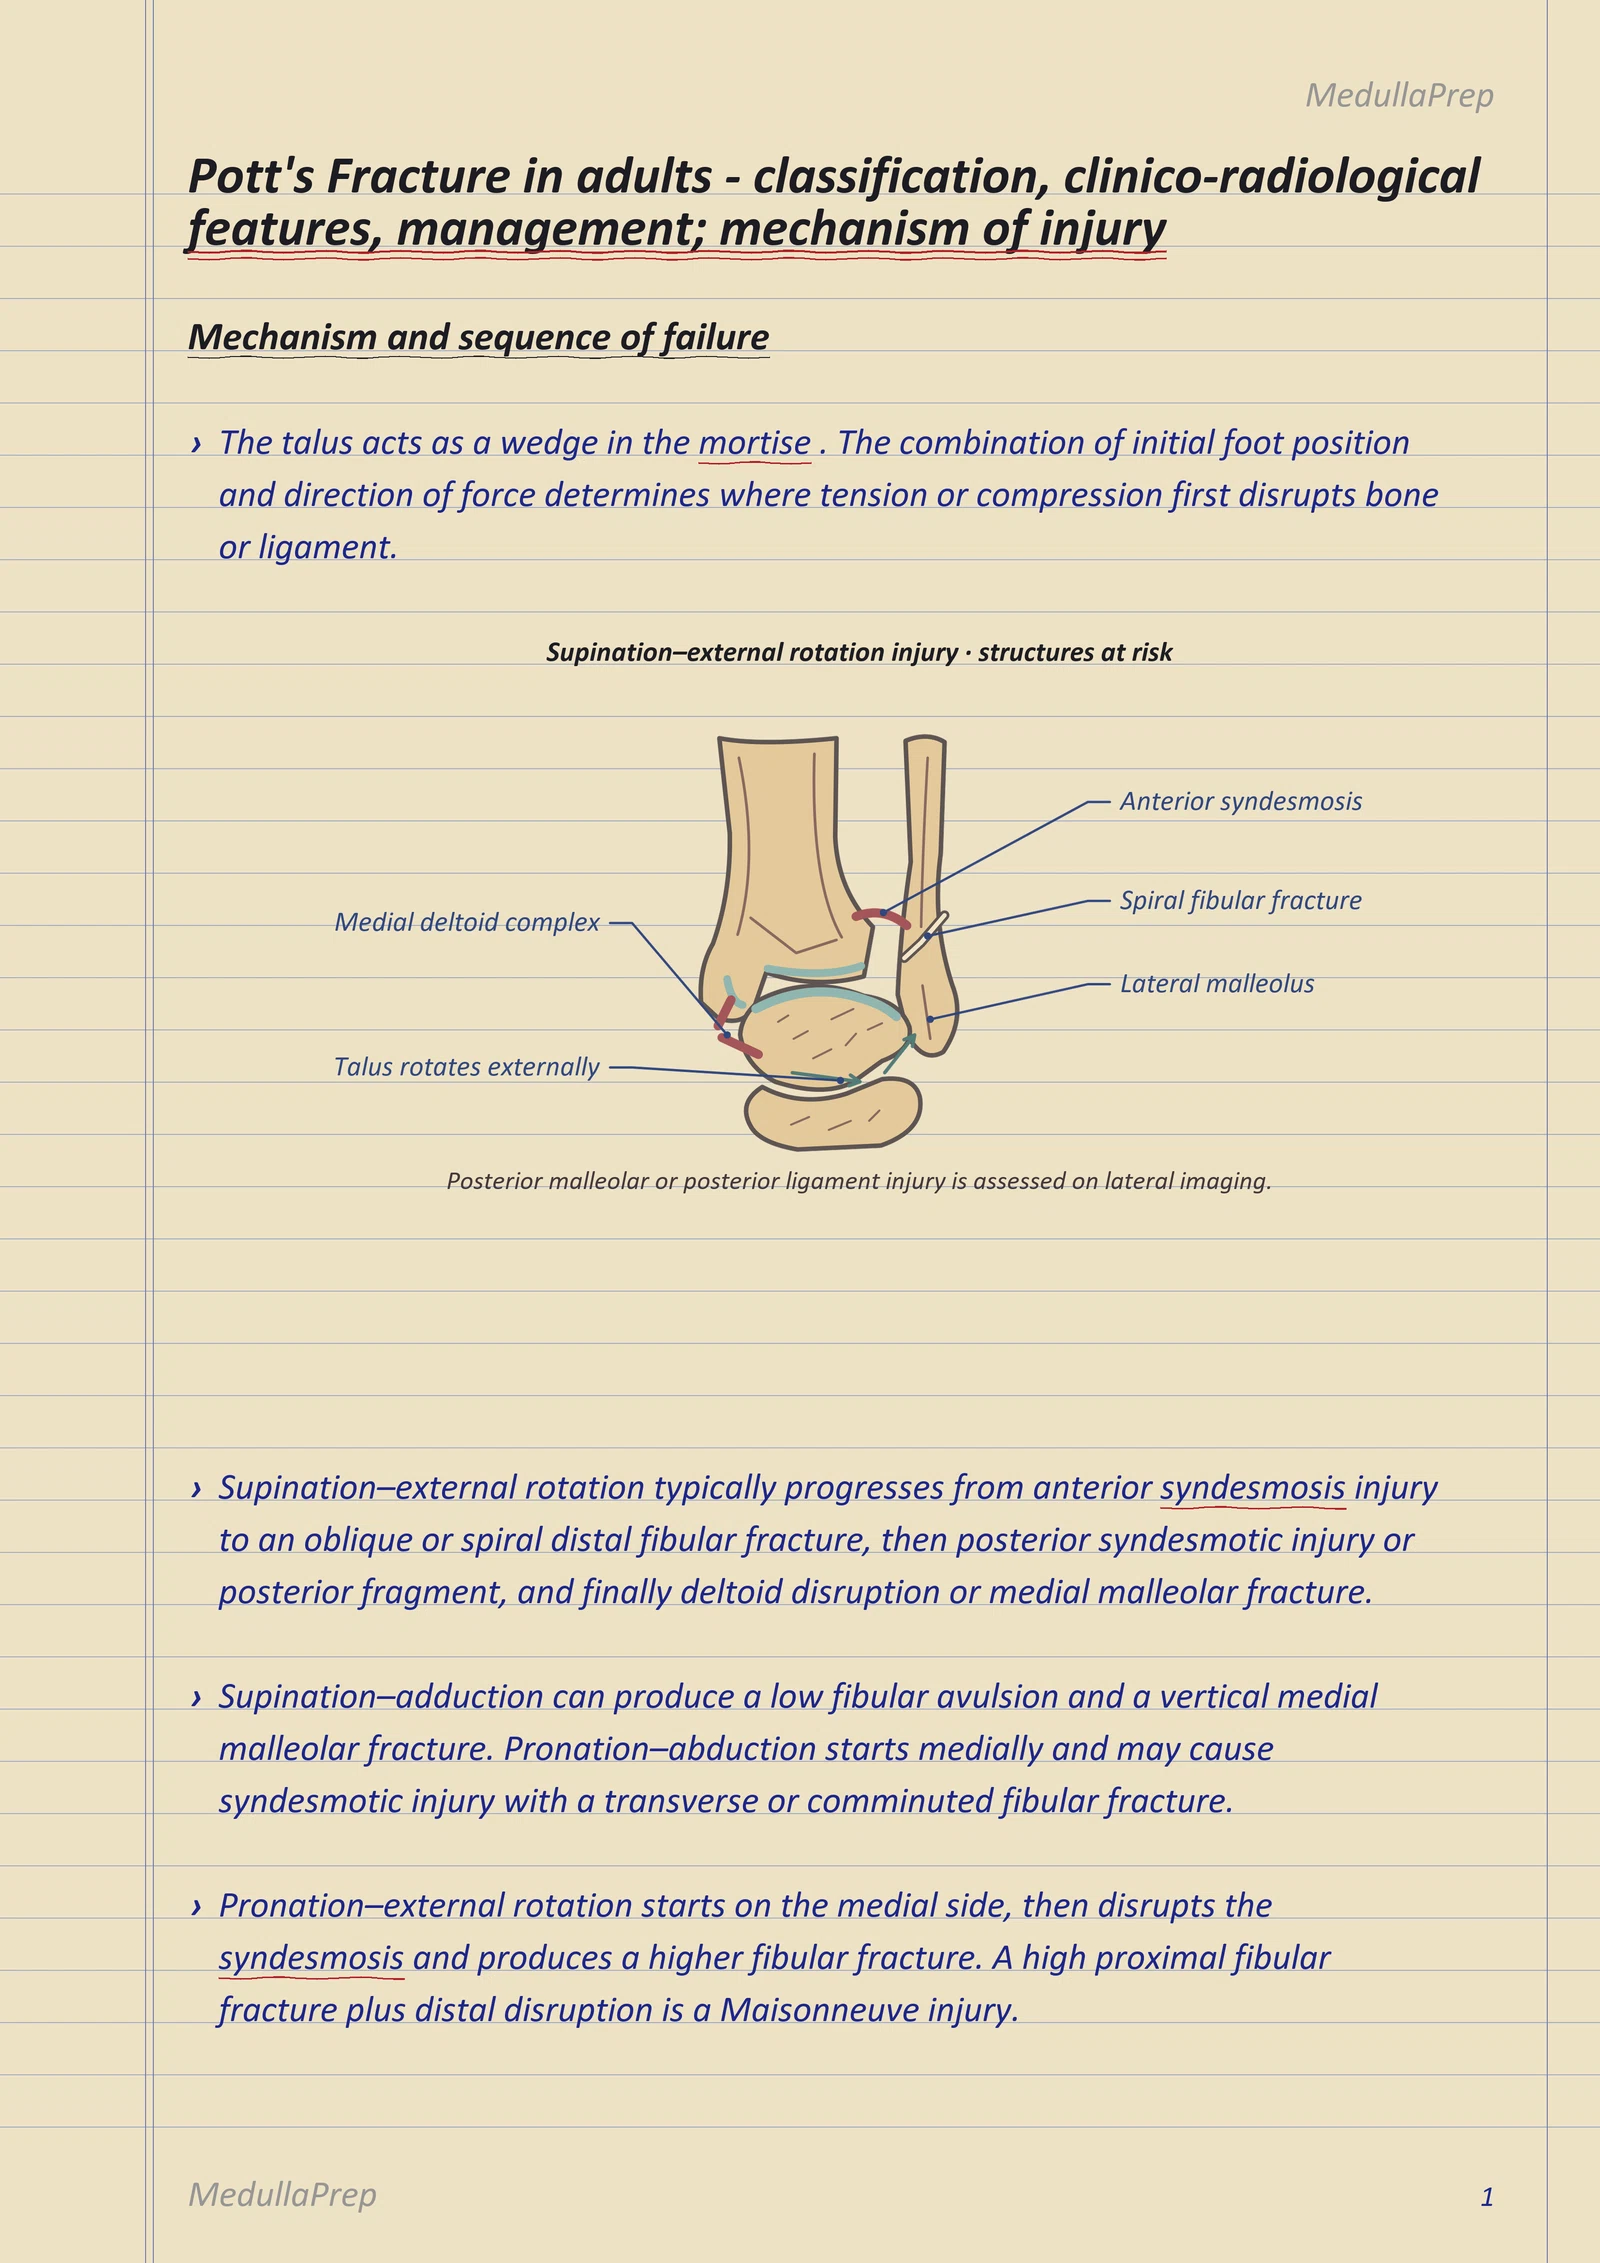 MedullaPrep
Pott's Fracture in adults - classification, clinico-radiological
features, management; mechanism of injury
Mechanism and sequence of failure
› The talus acts as a wedge in the mortise . The combination of initial foot position
and direction of force determines where tension or compression first disrupts bone
or ligament.
Supination–external rotation injury · structures at risk
Anterior syndesmosis
Spiral fibular fracture
Medial deltoid complex
Lateral malleolus
Talus rotates externally
Posterior malleolar or posterior ligament injury is assessed on lateral imaging.
› Supination–external rotation typically progresses from anterior syndesmosis injury
to an oblique or spiral distal fibular fracture, then posterior syndesmotic injury or
posterior fragment, and finally deltoid disruption or medial malleolar fracture.
› Supination–adduction can produce a low fibular avulsion and a vertical medial
malleolar fracture. Pronation–abduction starts medially and may cause
syndesmotic injury with a transverse or comminuted fibular fracture.
› Pronation–external rotation starts on the medial side, then disrupts the
syndesmosis and produces a higher fibular fracture. A high proximal fibular
fracture plus distal disruption is a Maisonneuve injury.
MedullaPrep
1